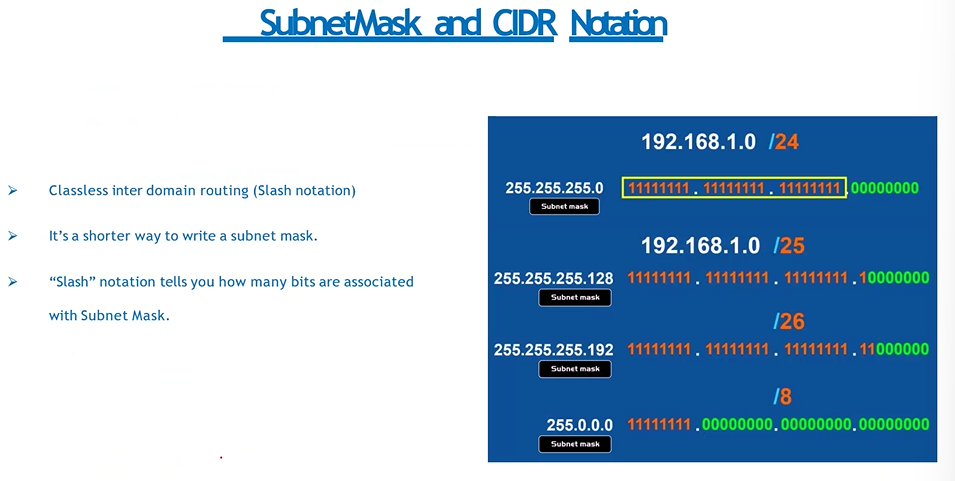 SubnetMask and CIDR Notation
➢ Classless inter domain routing (Slash notation)
➢ It's a shorter way to write a subnet mask.
➢ “Slash” notation tells you how many bits are associated
with Subnet Mask.
192.168.1.0 /24
255.255.255.0 11111111 . 11111111 . 11111111 .00000000
Subnet mask
192.168.1.0 /25
255.255.255.128 11111111 . 11111111 . 11111111 .10000000
Subnet mask
/26
255.255.255.192 11111111 . 11111111 . 11111111 .11000000
Subnet mask
/8
255.0.0.0 11111111 .00000000.00000000.00000000
Subnet mask